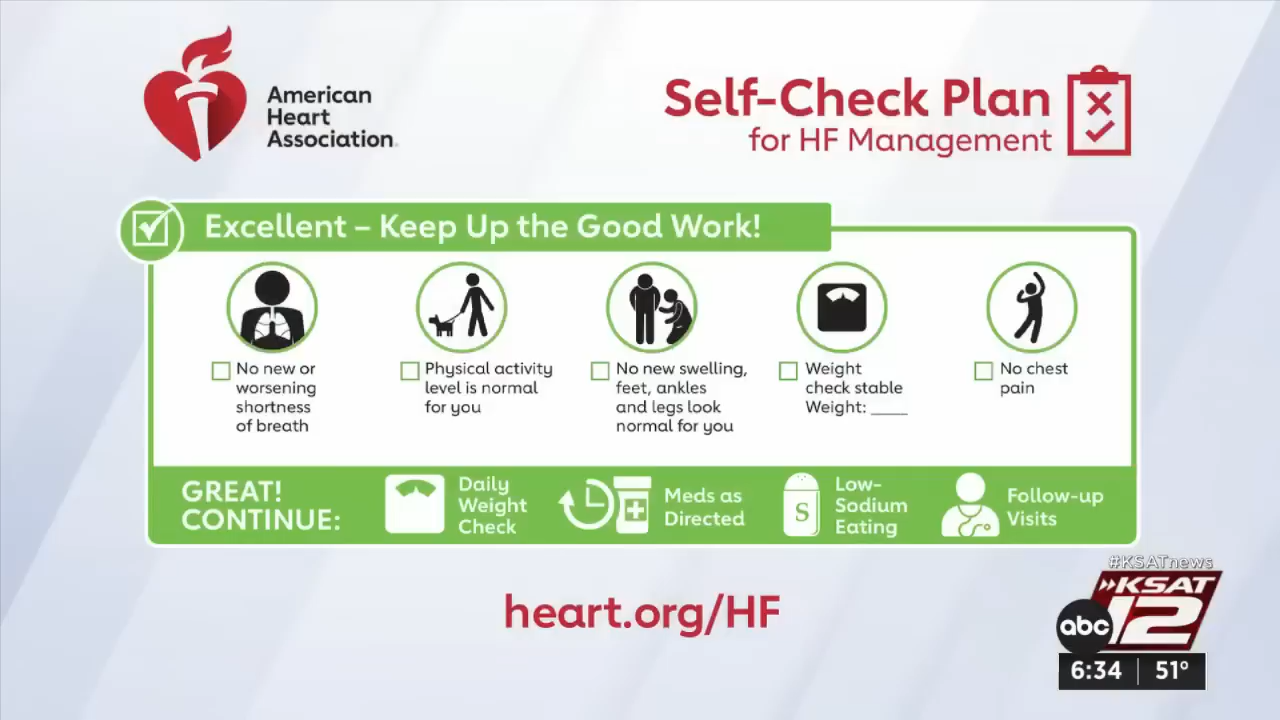 American
Heart
Association.
Self-Check Plan
for HF Management
Excellent – Keep Up the Good Work!
No new or
worsening
shortness
of breath
Physical activity
level is normal
for you
No new swelling,
feet, ankles
and legs look
normal for you
Weight
check stable
Weight: ____
No chest
pain
GREAT!
CONTINUE:
Daily
Weight
Check
Meds as
Directed
S
Low-
Sodium
Eating
Follow-up
Visits
heart.org/HF
#KSATnews
KSAT
abc 12
6:34 51°